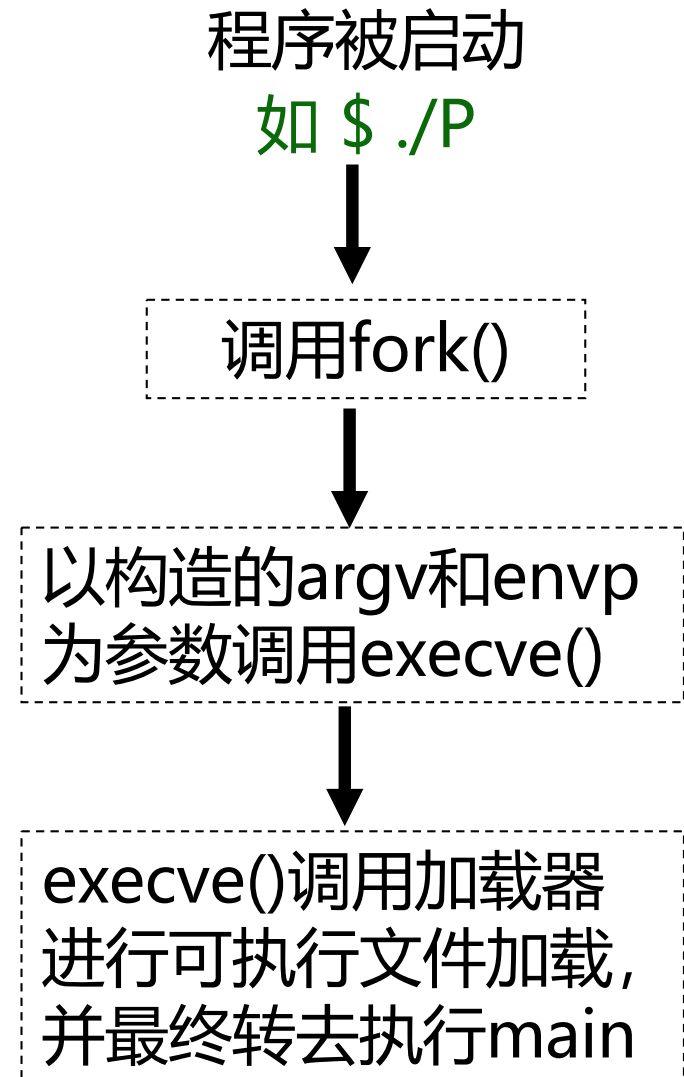 程序被启动
如 $ ./P
调用fork()
以构造的argv和envp
为参数调用execve()
execve()调用加载器
进行可执行文件加载，
并最终转去执行main